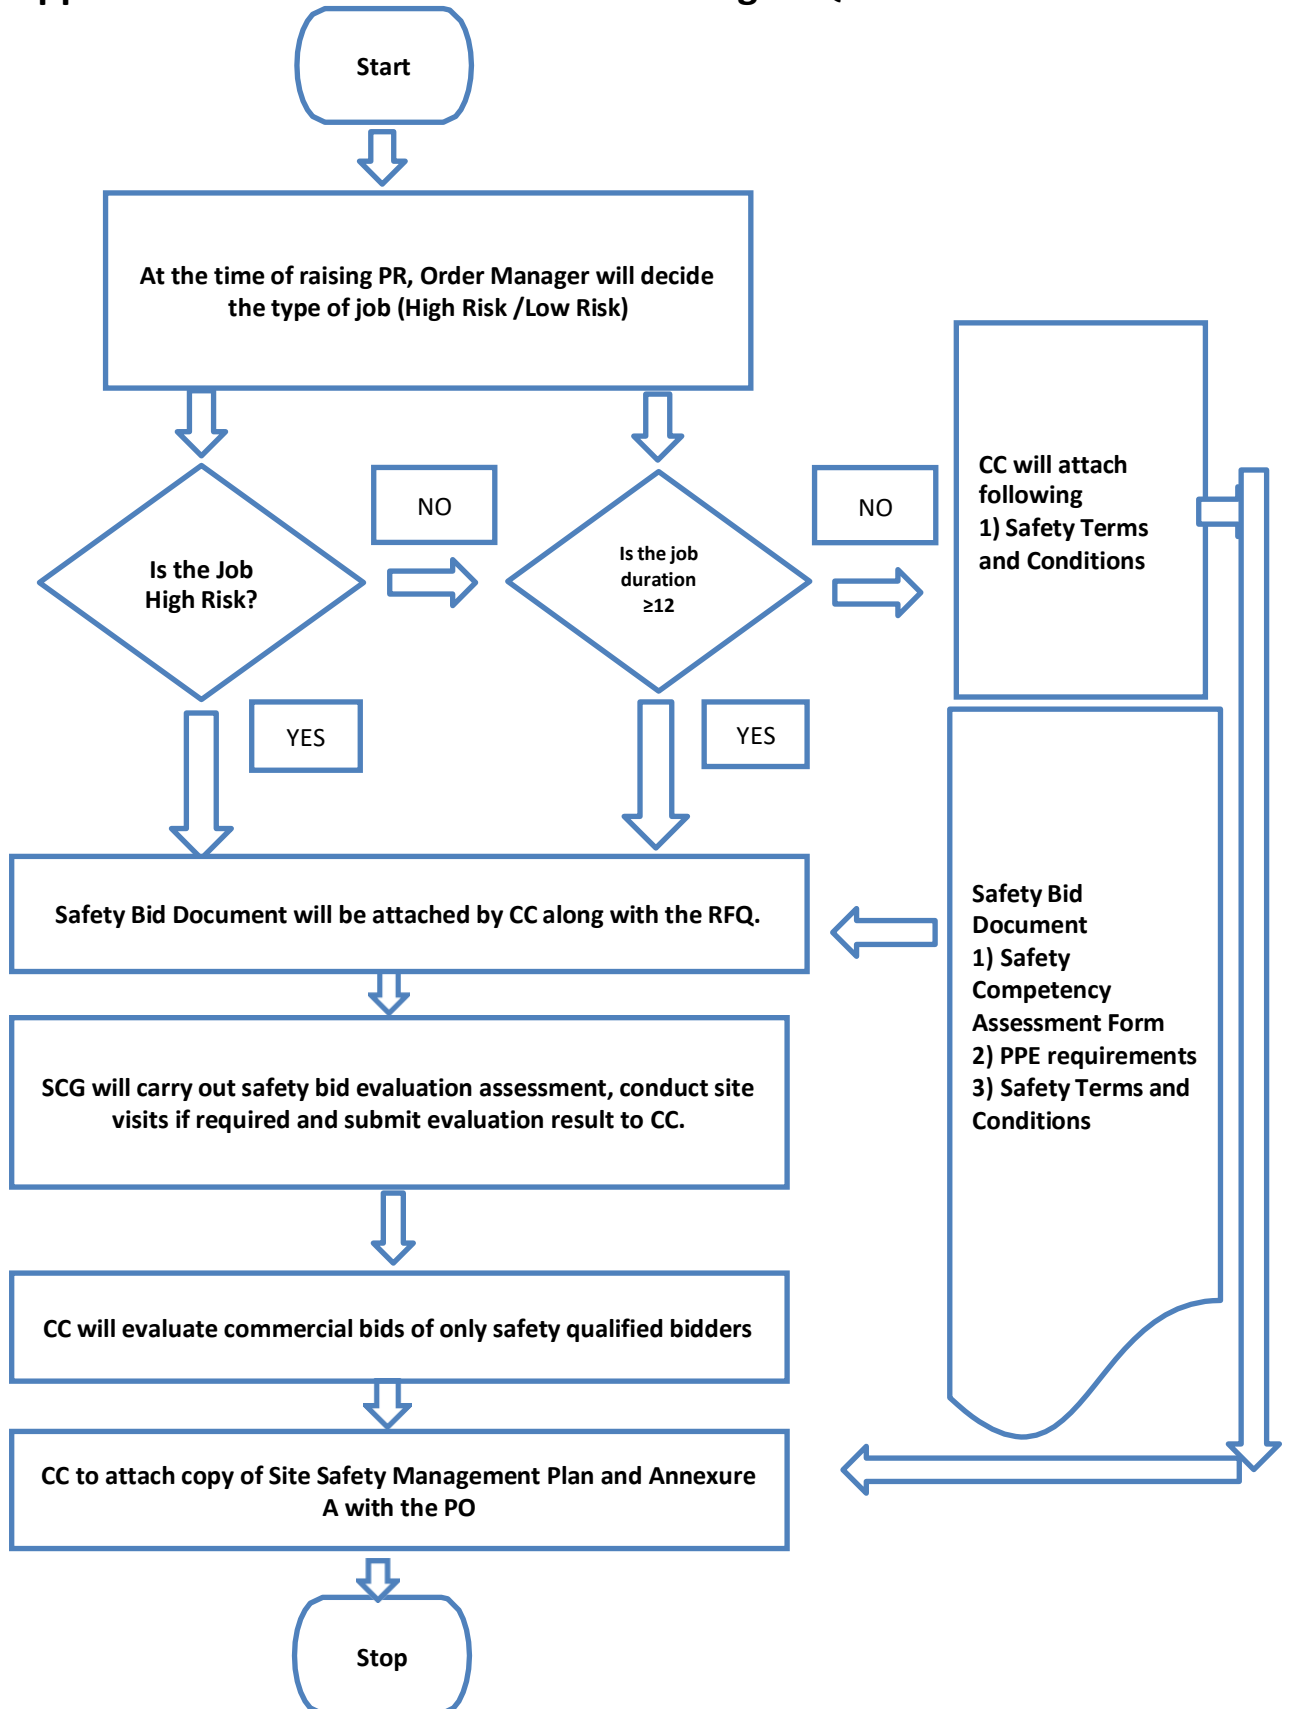 Start
At the time of raising PR, Order Manager will decide
the type of job (High Risk /Low Risk)
Is the Job
High Risk?
NO
Is the job
duration
≥12
NO
CC will attach
following
1) Safety Terms
and Conditions
YES
YES
Safety Bid Document will be attached by CC along with the RFQ.
Safety Bid
Document
1) Safety
Competency
Assessment Form
2) PPE requirements
3) Safety Terms and
Conditions
SCG will carry out safety bid evaluation assessment, conduct site
visits if required and submit evaluation result to CC.
CC will evaluate commercial bids of only safety qualified bidders
CC to attach copy of Site Safety Management Plan and Annexure
A with the PO
Stop